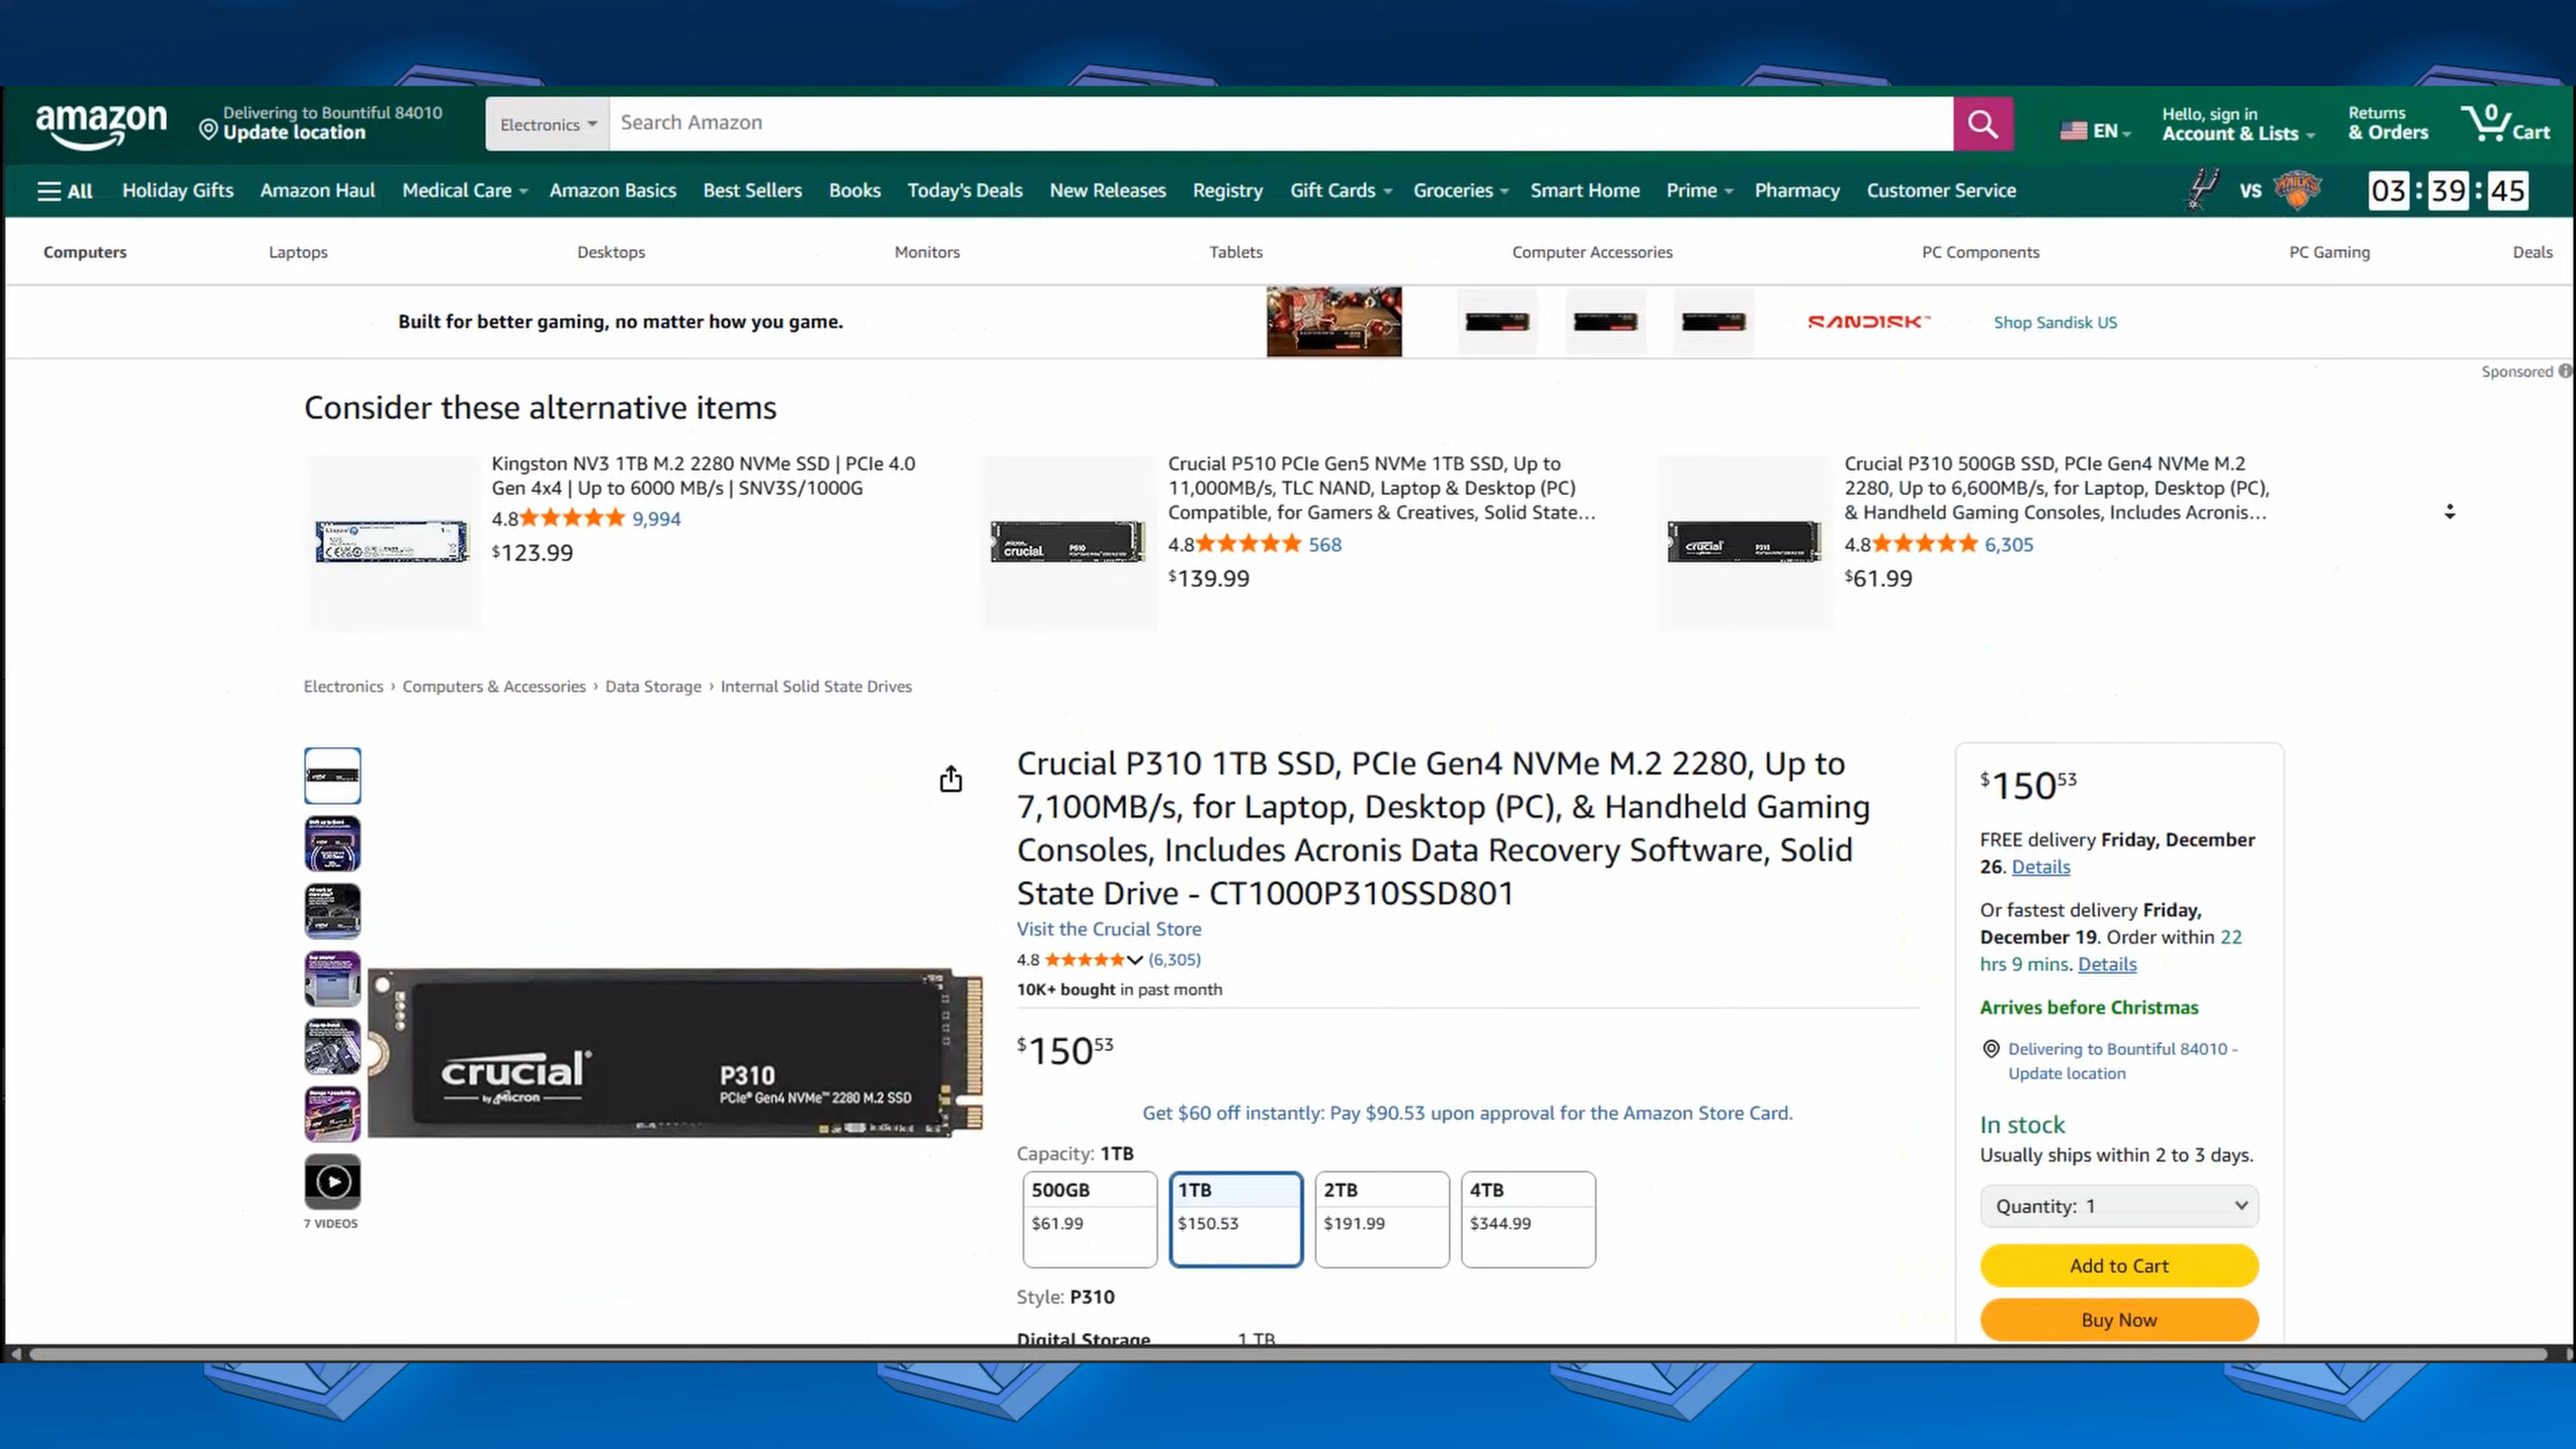 amazon
Delivering to Bountiful 84010
Update location
Electronics
Search Amazon
EN
Hello, sign in
Account & Lists
Returns
& Orders
0
Cart
All
Holiday Gifts
Amazon Haul
Medical Care
Amazon Basics
Best Sellers
Books
Today's Deals
New Releases
Registry
Gift Cards
Groceries
Smart Home
Prime
Pharmacy
Customer Service
VS
KNICKS
03 : 39 : 45
Computers
Laptops
Desktops
Monitors
Tablets
Computer Accessories
PC Components
PC Gaming
Deals
Built for better gaming, no matter how you game.
SANDISK™
Shop Sandisk US
Sponsored
Consider these alternative items
Kingston NV3 1TB M.2 2280 NVMe SSD | PCIe 4.0
Gen 4x4 | Up to 6000 MB/s | SNV3S/1000G
4.8 9,994
$123.99
Crucial P510 PCIe Gen5 NVMe 1TB SSD, Up to
11,000MB/s, TLC NAND, Laptop & Desktop (PC)
Compatible, for Gamers & Creatives, Solid State...
4.8 568
$139.99
crucial P510
Crucial P310 500GB SSD, PCIe Gen4 NVMe M.2
2280, Up to 6,600MB/s, for Laptop, Desktop (PC),
& Handheld Gaming Consoles, Includes Acronis...
4.8 6,305
$61.99
crucial P310
Electronics › Computers & Accessories › Data Storage › Internal Solid State Drives
crucial®
by Micron
P310
PCIe® Gen4 NVMe™ 2280 M.2 SSD
7 VIDEOS
Crucial P310 1TB SSD, PCIe Gen4 NVMe M.2 2280, Up to
7,100MB/s, for Laptop, Desktop (PC), & Handheld Gaming
Consoles, Includes Acronis Data Recovery Software, Solid
State Drive - CT1000P310SSD801
Visit the Crucial Store
4.8 (6,305)
10K+ bought in past month
$150 53
Get $60 off instantly: Pay $90.53 upon approval for the Amazon Store Card.
Capacity: 1TB
500GB
$61.99
1TB
$150.53
2TB
$191.99
4TB
$344.99
Style: P310
Digital Storage 1 TB
$150 53
FREE delivery Friday, December
26. Details
Or fastest delivery Friday,
December 19. Order within 22
hrs 9 mins. Details
Arrives before Christmas
Delivering to Bountiful 84010 -
Update location
In stock
Usually ships within 2 to 3 days.
Quantity: 1
Add to Cart
Buy Now